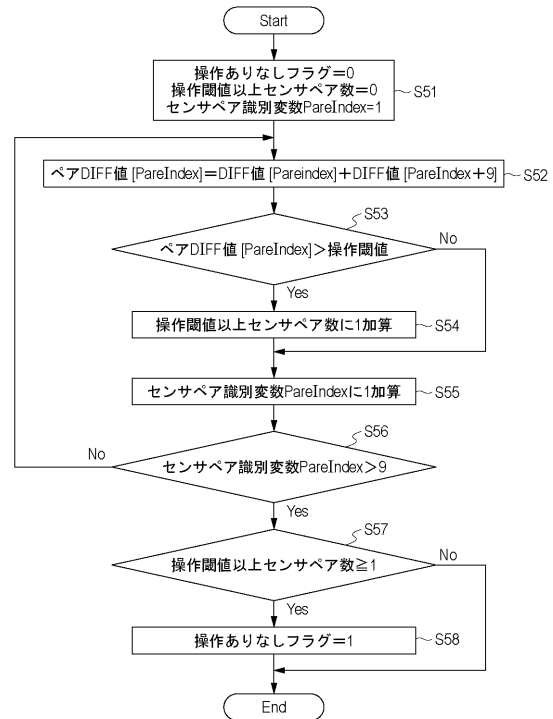 Start
操作ありなしフラグ=0
操作閾値以上センサペア数=0
センサペア識別変数PareIndex=1
S51
ペアDIFF値[PareIndex]=DIFF値[Pareindex]+DIFF値[PareIndex+9]
S52
S53
ペアDIFF値[PareIndex]>操作閾値
No
Yes
操作閾値以上センサペア数に1加算
S54
センサペア識別変数PareIndexに1加算
S55
S56
No
センサペア識別変数PareIndex>9
Yes
S57
操作閾値以上センサペア数≧1
No
Yes
操作ありなしフラグ=1
S58
End